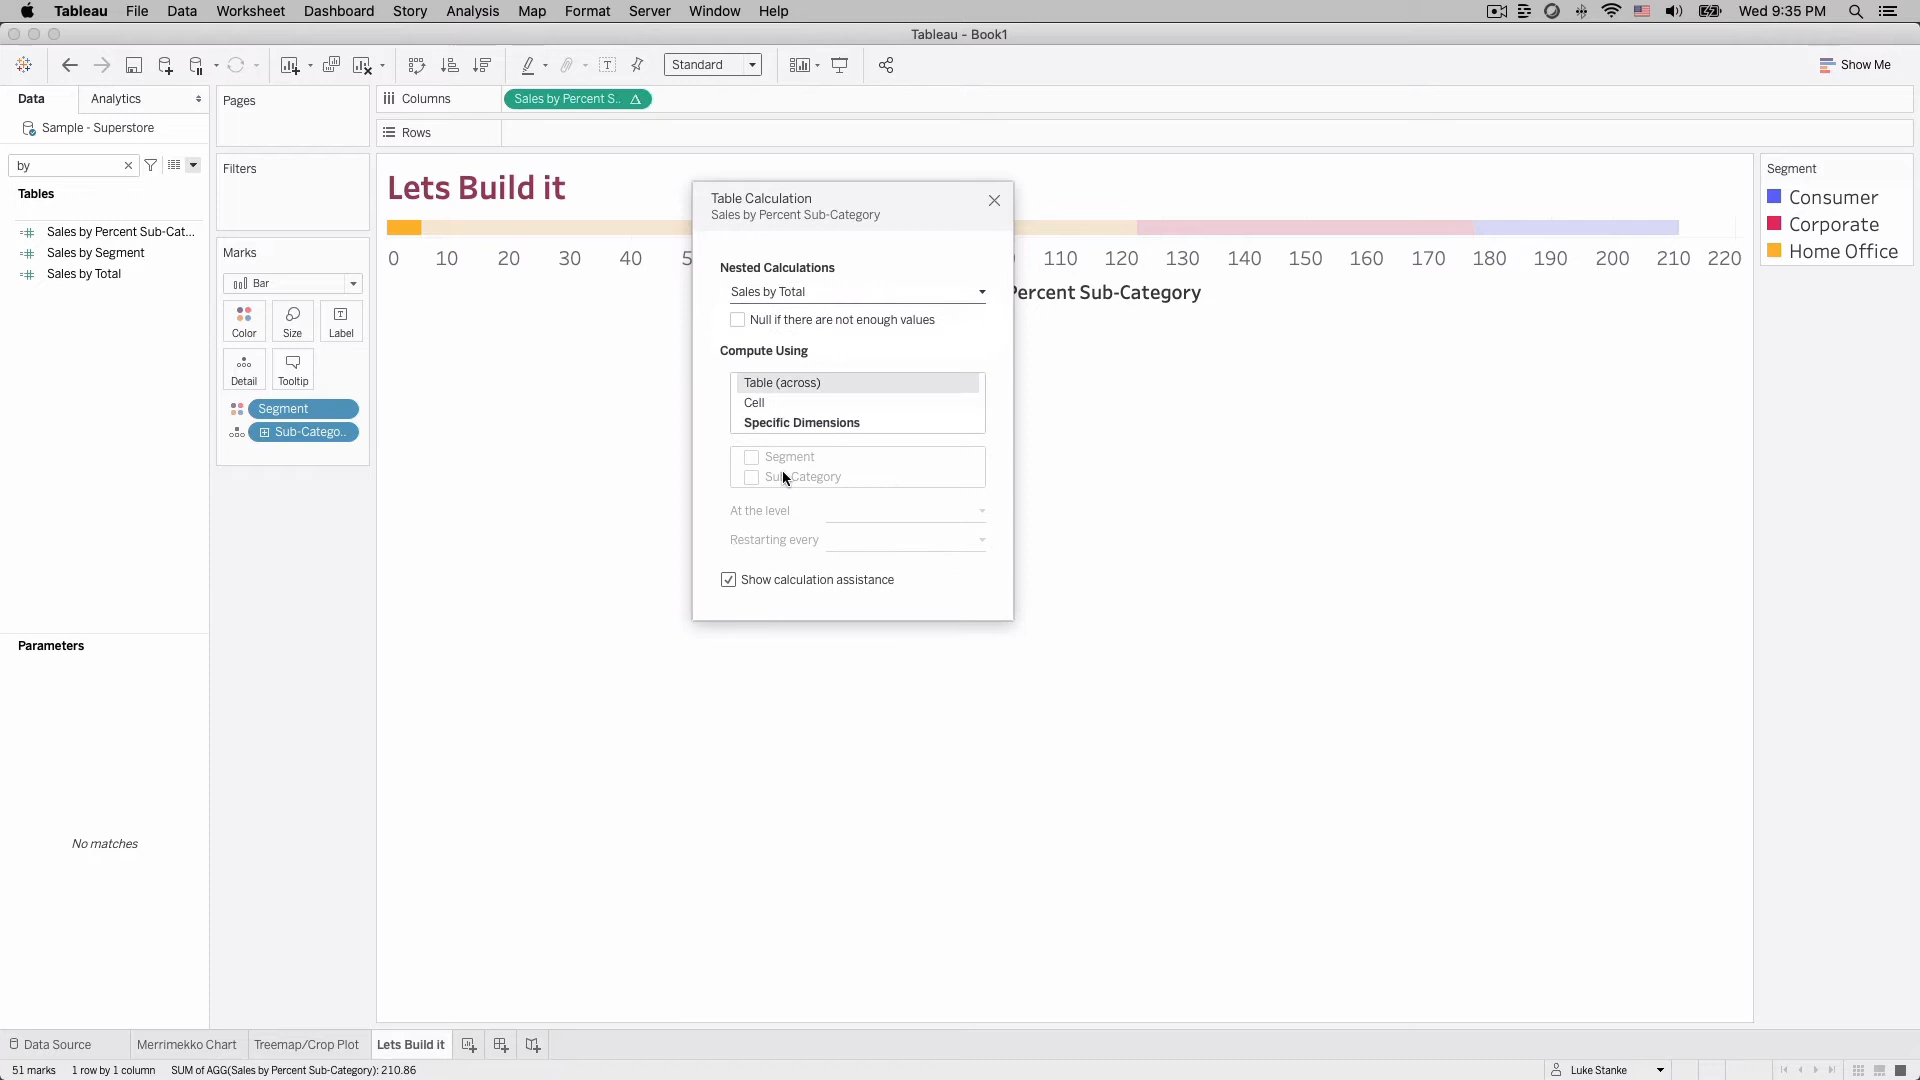 Tableau File Data Worksheet Dashboard Story Analysis Map Format Server Window Help Wed 9:35 PM
Tableau - Book1
Standard Show Me
Data Analytics
Sample - Superstore
by
Tables
Sales by Percent Sub-Cat...
Sales by Segment
Sales by Total
Parameters
No matches
Pages
Filters
Marks
Bar
Color Size Label
Detail Tooltip
Segment
Sub-Catego..
Columns Sales by Percent S..
Rows
Lets Build it
0 10 20 30 40 5 110 120 130 140 150 160 170 180 190 200 210 220
Percent Sub-Category
Table Calculation
Sales by Percent Sub-Category
Nested Calculations
Sales by Total
Null if there are not enough values
Compute Using
Table (across)
Cell
Specific Dimensions
Segment
Sub-Category
At the level
Restarting every
Show calculation assistance
Segment
Consumer
Corporate
Home Office
Data Source Merrimekko Chart Treemap/Crop Plot Lets Build it
51 marks 1 row by 1 column SUM of AGG(Sales by Percent Sub-Category): 210.86 Luke Stanke